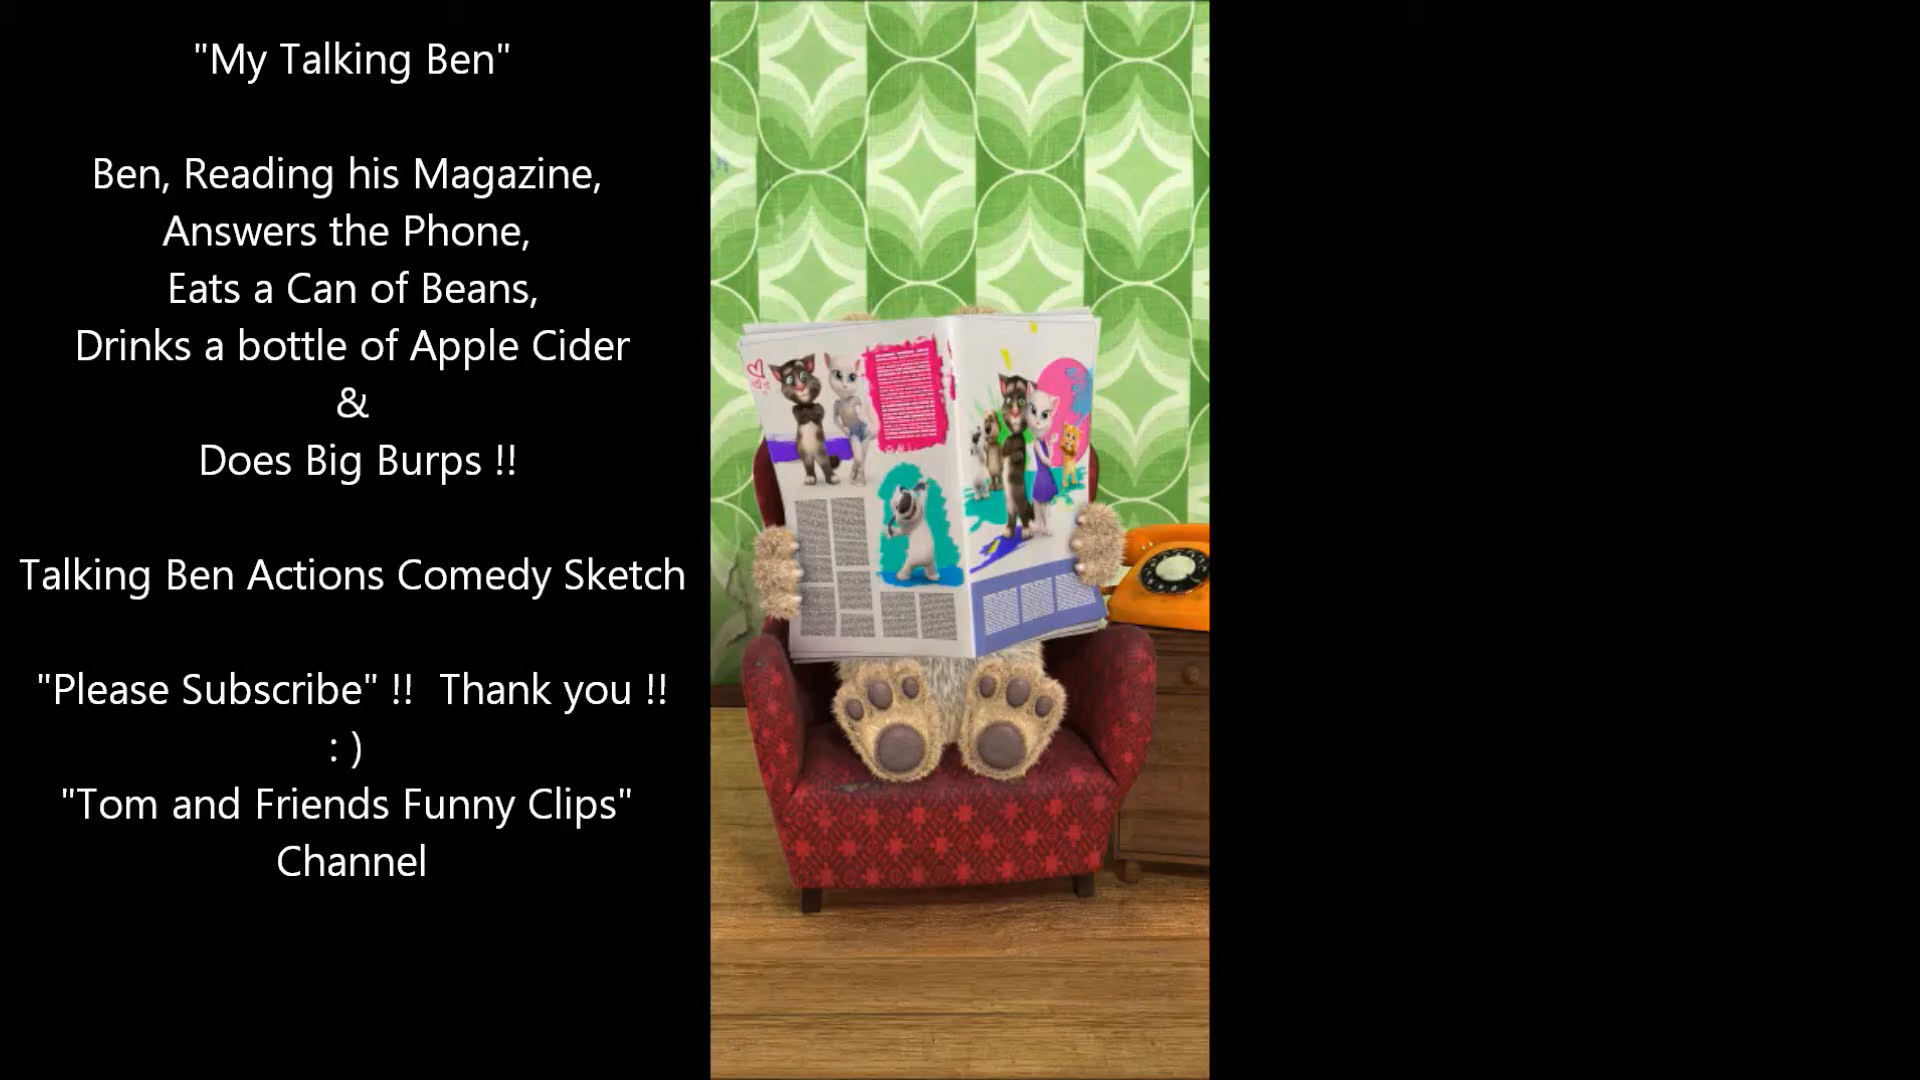 "My Talking Ben"
Ben, Reading his Magazine,
Answers the Phone,
Eats a Can of Beans,
Drinks a bottle of Apple Cider
&
Does Big Burps !!
Talking Ben Actions Comedy Sketch
"Please Subscribe" !!  Thank you !!
: )
"Tom and Friends Funny Clips"
Channel